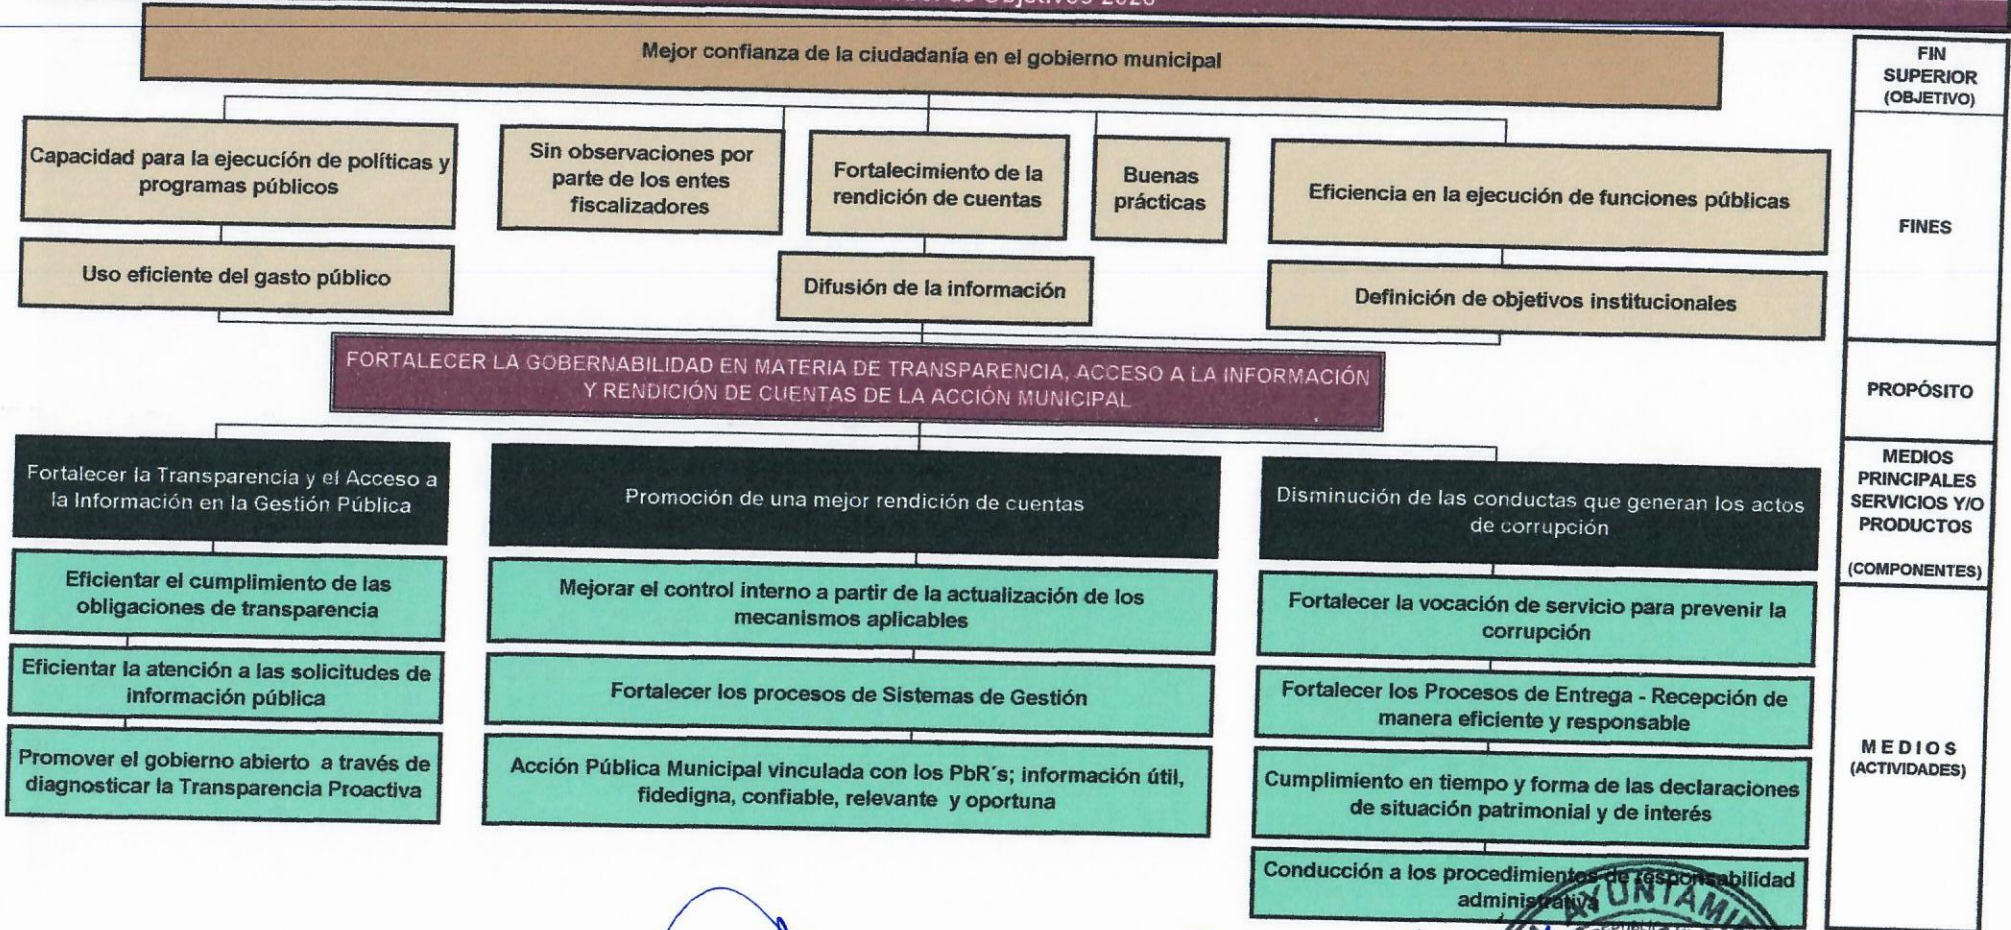 Objetivos 2026
Mejor confianza de la ciudadanía en el gobierno municipal
FIN
SUPERIOR
(OBJETIVO)
Capacidad para la ejecución de políticas y
programas públicos
Sin observaciones por
parte de los entes
fiscalizadores
Fortalecimiento de la
rendición de cuentas
Buenas
prácticas
Eficiencia en la ejecución de funciones públicas
FINES
Uso eficiente del gasto público
Difusión de la información
Definición de objetivos institucionales
FORTALECER LA GOBERNABILIDAD EN MATERIA DE TRANSPARENCIA, ACCESO A LA INFORMACIÓN
Y RENDICIÓN DE CUENTAS DE LA ACCIÓN MUNICIPAL
PROPÓSITO
Fortalecer la Transparencia y el Acceso a
la Información en la Gestión Pública
Promoción de una mejor rendición de cuentas
Disminución de las conductas que generan los actos
de corrupción
MEDIOS
PRINCIPALES
SERVICIOS Y/O
PRODUCTOS
(COMPONENTES)
Eficientar el cumplimiento de las
obligaciones de transparencia
Mejorar el control interno a partir de la actualización de los
mecanismos aplicables
Fortalecer la vocación de servicio para prevenir la
corrupción
Eficientar la atención a las solicitudes de
información pública
Fortalecer los procesos de Sistemas de Gestión
Fortalecer los Procesos de Entrega - Recepción de
manera eficiente y responsable
Promover el gobierno abierto a través de
diagnosticar la Transparencia Proactiva
Acción Pública Municipal vinculada con los PbR´s; información útil,
fidedigna, confiable, relevante y oportuna
Cumplimiento en tiempo y forma de las declaraciones
de situación patrimonial y de interés
Conducción a los procedimientos de responsabilidad
administrativa
M E D I O S
(ACTIVIDADES)